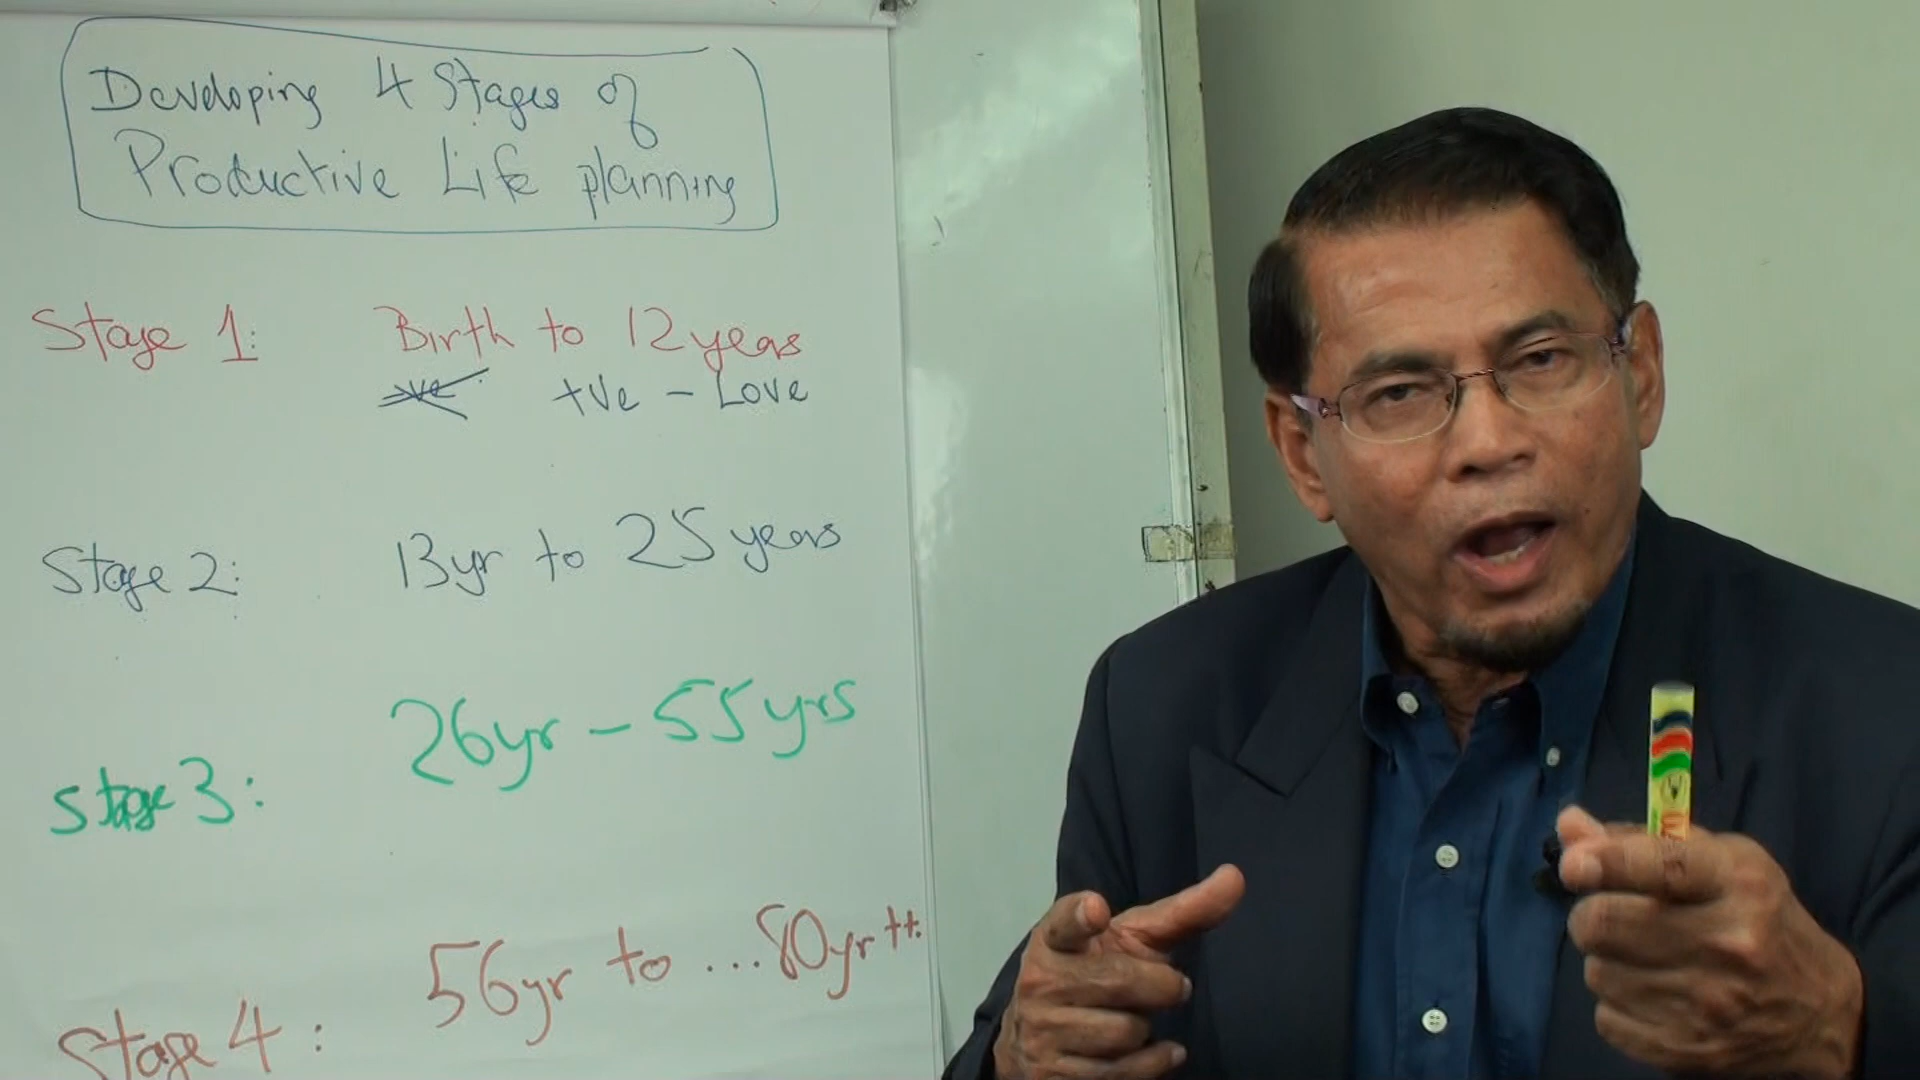 Developing 4 Stages of
Productive Life planning
Stage 1: Birth to 12 years
-ve +ve - Love
Stage 2: 13yr to 25 years
Stage 3: 26yr - 55yrs
Stage 4: 56yr to ...80yr++